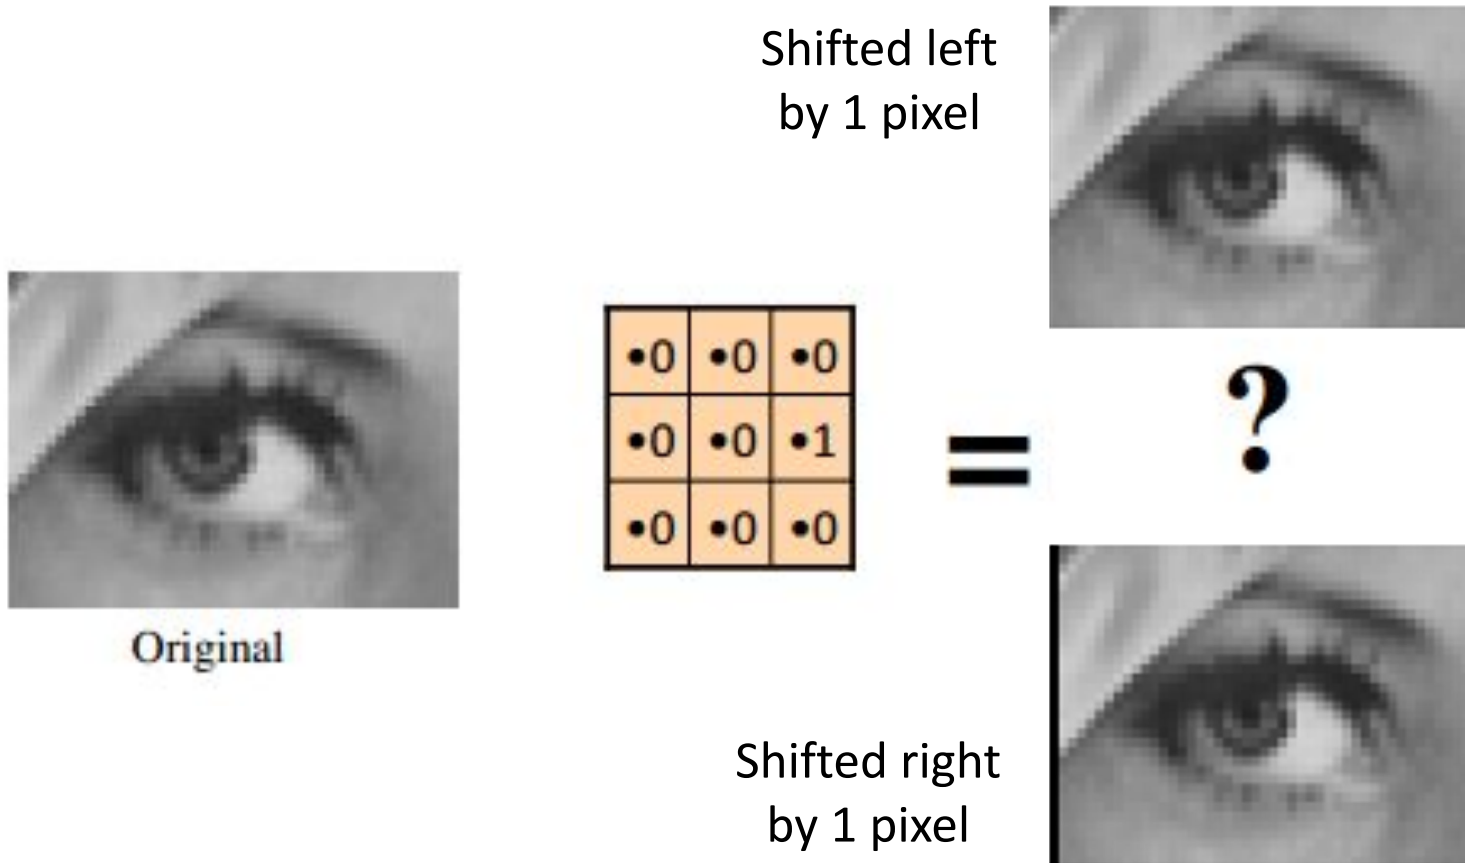 Shifted left
by 1 pixel
•0 •0 •0
•0 •0 •1
•0 •0 •0
= ?
Original
Shifted right
by 1 pixel